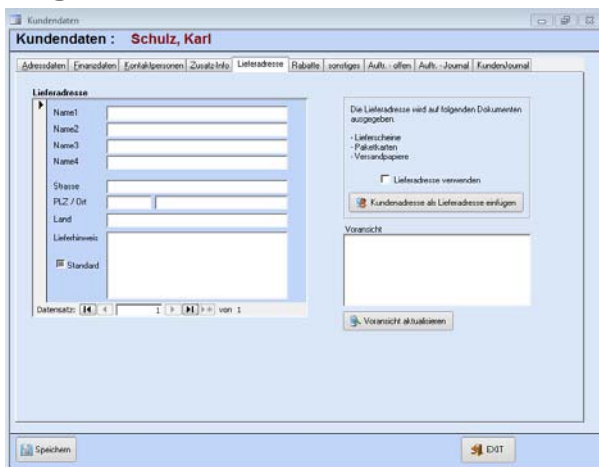 Kundendaten
Kundendaten : Schulz, Karl
Adressdaten Finanzdaten Kontaktpersonen Zusatz-Info Lieferadresse Rabatte sonstiges Auftr. - offen Auftr. - Journal KundenJournal
Lieferadresse
Name1
Name2
Name3
Name4
Strasse
PLZ / Ort
Land
Lieferhinweis
Standard
Datensatz: 1 von 1
Die Lieferadresse wird auf folgenden Dokumenten
ausgegeben.
- Lieferscheine
- Paketkarten
- Versandpapiere
Lieferadresse verwenden
Kundenadresse als Lieferadresse einfügen
Voransicht
Voransicht aktualisieren
Speichern
EXIT